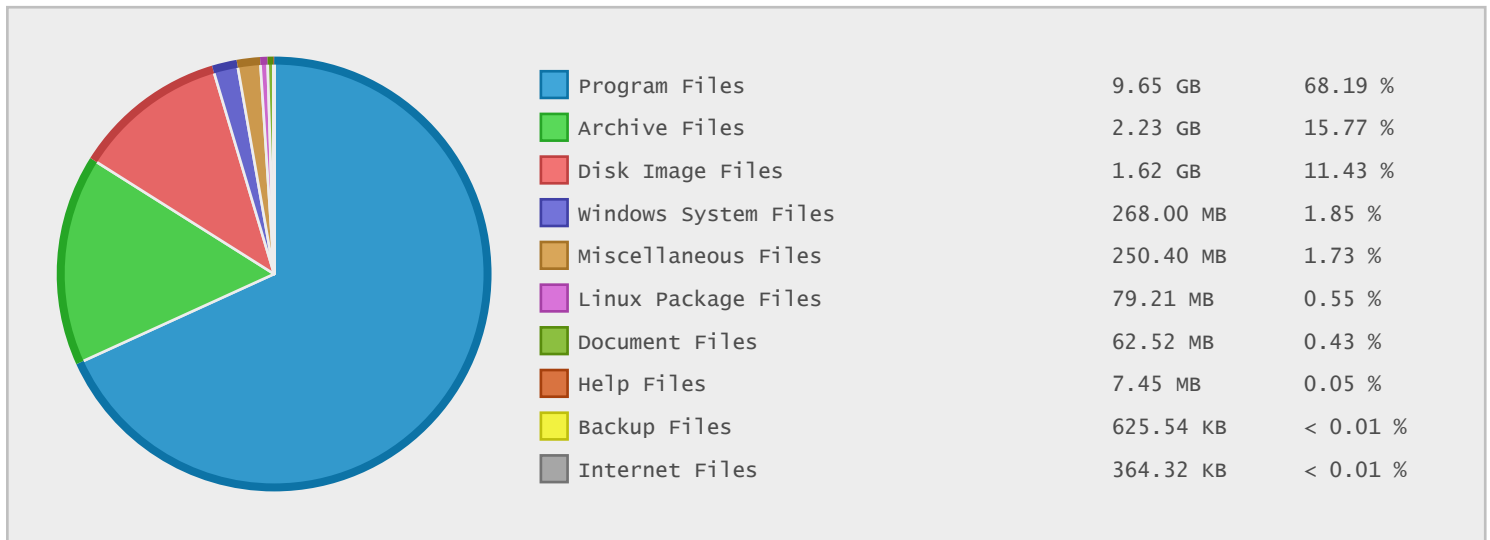 Program Files 9.65 GB 68.19 %
Archive Files 2.23 GB 15.77 %
Disk Image Files 1.62 GB 11.43 %
Windows System Files 268.00 MB 1.85 %
Miscellaneous Files 250.40 MB 1.73 %
Linux Package Files 79.21 MB 0.55 %
Document Files 62.52 MB 0.43 %
Help Files 7.45 MB 0.05 %
Backup Files 625.54 KB < 0.01 %
Internet Files 364.32 KB < 0.01 %